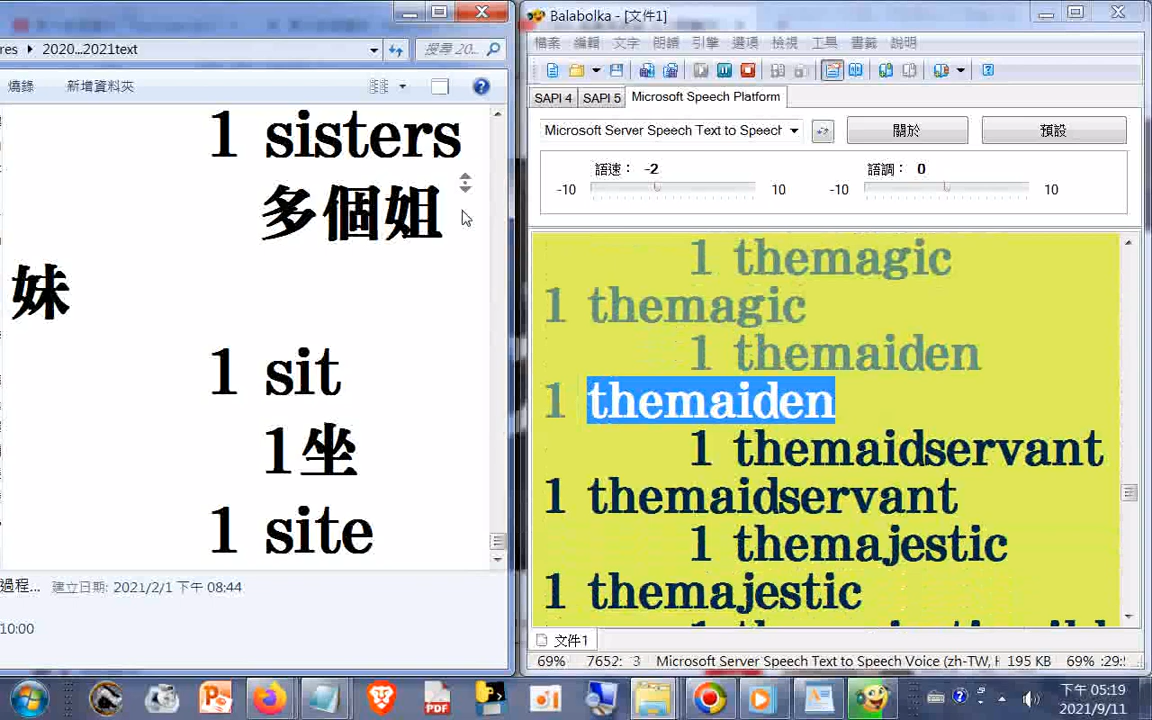 res ▸ 2020...2021text
搜尋 20...
燒錄 新增資料夾
1 sisters
多個姐
妹
1 sit
1坐
1 site
過程... 建立日期: 2021/2/1 下午 08:44
10:00
Balabolka - [文件1]
檔案 編輯 文字 朗讀 引擎 選項 檢視 工具 書籤 說明
SAPI 4 SAPI 5 Microsoft Speech Platform
Microsoft Server Speech Text to Speech 關於 預設
語速： -2 語調： 0
-10 10 -10 10
1 themagic
1 themagic
1 themaiden
1 themaiden
1 themaidservant
1 themaidservant
1 themajestic
1 themajestic
文件1
69% 7652: 3 Microsoft Server Speech Text to Speech Voice (zh-TW, H 195 KB 69% :29:
下午 05:19
2021/9/11